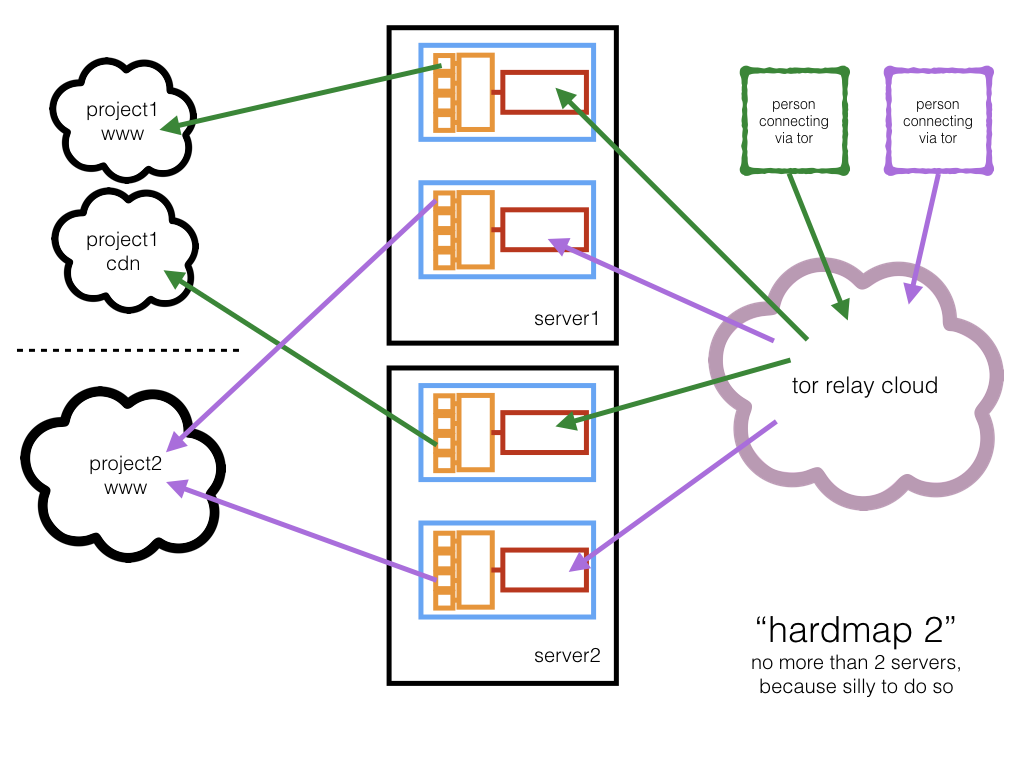 project1
www
project1
cdn
project2
www
server1
server2
person
connecting
via tor
person
connecting
via tor
tor relay cloud
“hardmap 2”
no more than 2 servers,
because silly to do so